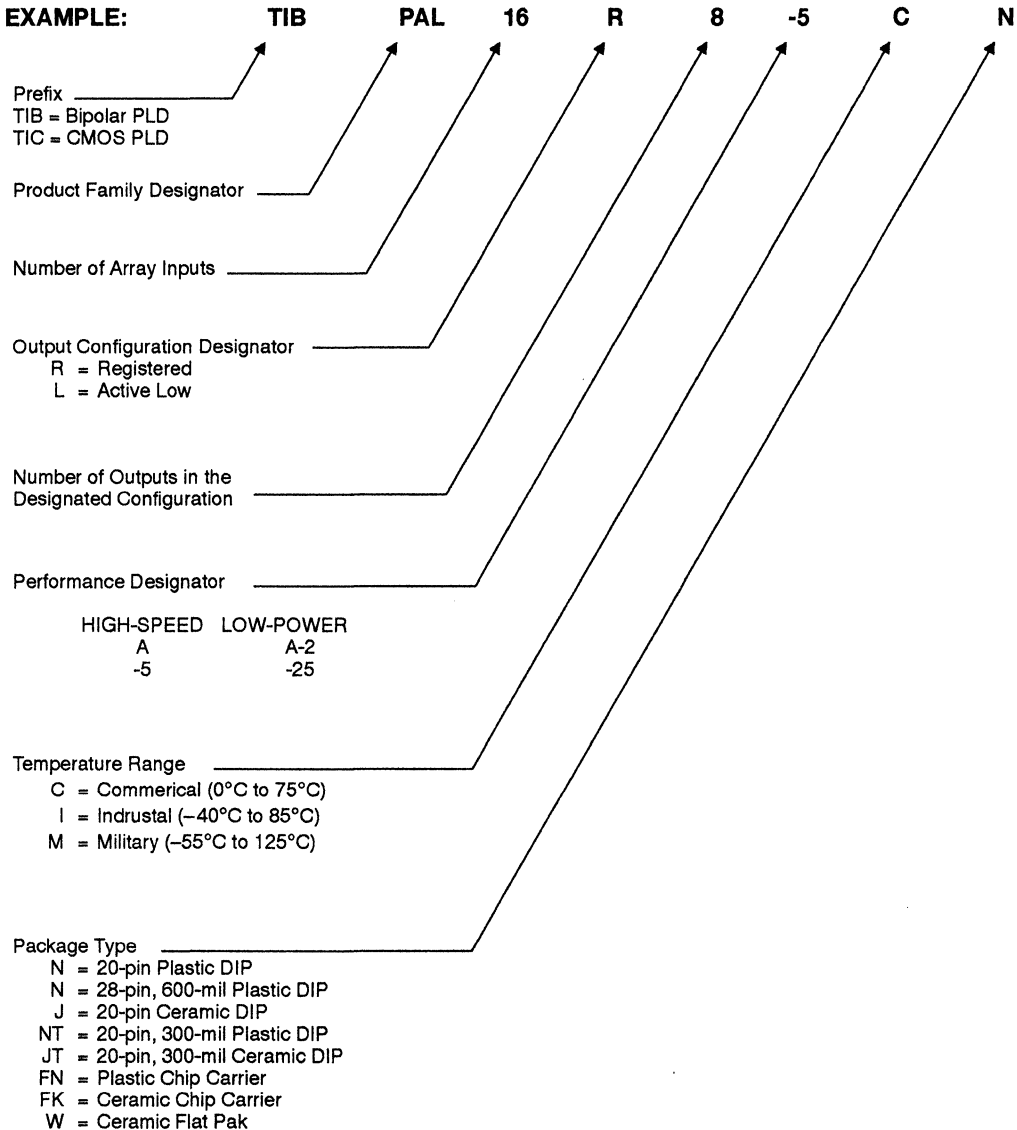 EXAMPLE: TIB PAL 16 R 8 -5 C N
Prefix
TIB = Bipolar PLD
TIC = CMOS PLD
Product Family Designator
Number of Array Inputs
Output Configuration Designator
R = Registered
L = Active Low
Number of Outputs in the
Designated Configuration
Performance Designator
HIGH-SPEED LOW-POWER
A A-2
-5 -25
Temperature Range
C = Commerical (0°C to 75°C)
I = Indrustal (–40°C to 85°C)
M = Military (–55°C to 125°C)
Package Type
N = 20-pin Plastic DIP
N = 28-pin, 600-mil Plastic DIP
J = 20-pin Ceramic DIP
NT = 20-pin, 300-mil Plastic DIP
JT = 20-pin, 300-mil Ceramic DIP
FN = Plastic Chip Carrier
FK = Ceramic Chip Carrier
W = Ceramic Flat Pak